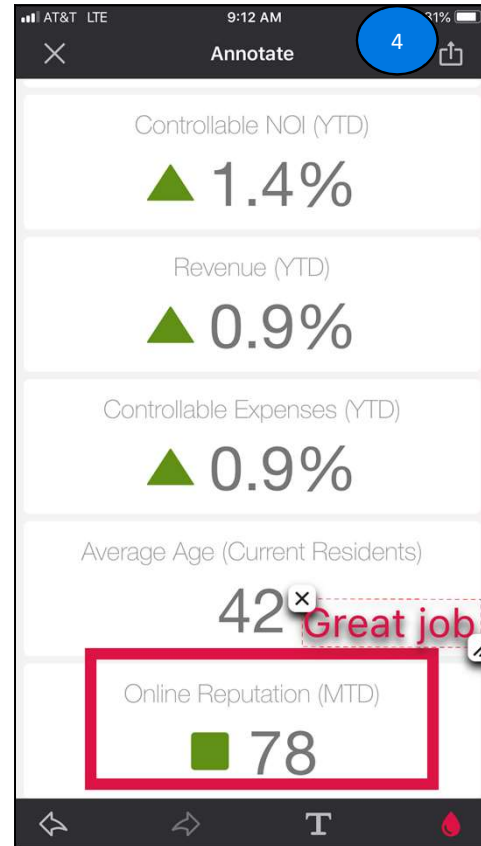 AT&T LTE 9:12 AM 31%
Annotate
4
Controllable NOI (YTD)
1.4%
Revenue (YTD)
0.9%
Controllable Expenses (YTD)
0.9%
Average Age (Current Residents)
42
Great job
Online Reputation (MTD)
78
T